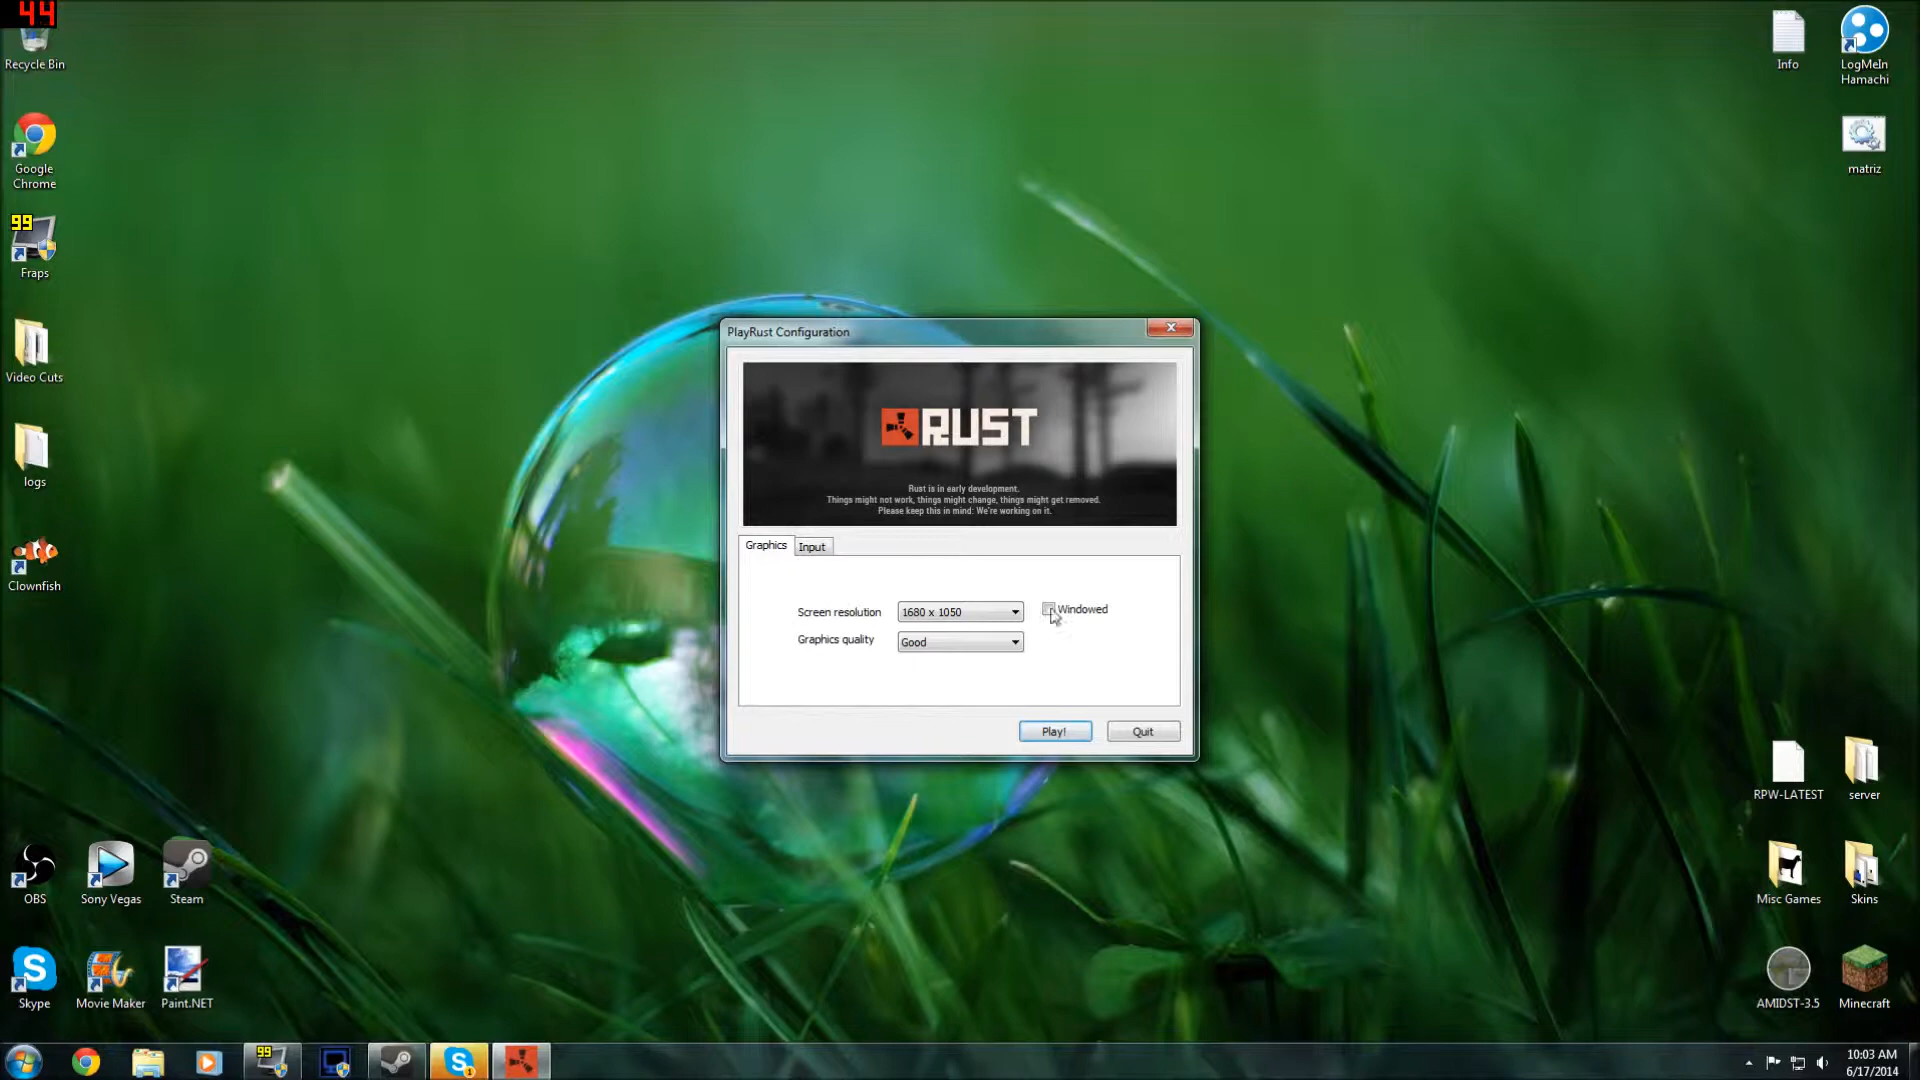 44
Recycle Bin
Google
Chrome
99
Fraps
Video Cuts
logs
Clownfish
OBS
Sony Vegas
Steam
Skype
Movie Maker
Paint.NET
Info
LogMeIn
Hamachi
matriz
PlayRust Configuration
RUST
Rust is in early development.
Things might not work, things might change, things might get removed.
Please keep this in mind: We're working on it.
Graphics
Input
Screen resolution
1680 x 1050
Windowed
Graphics quality
Good
Play!
Quit
RPW-LATEST
server
Misc Games
Skins
AMIDST-3.5
Minecraft
99
1
10:03 AM
6/17/2014